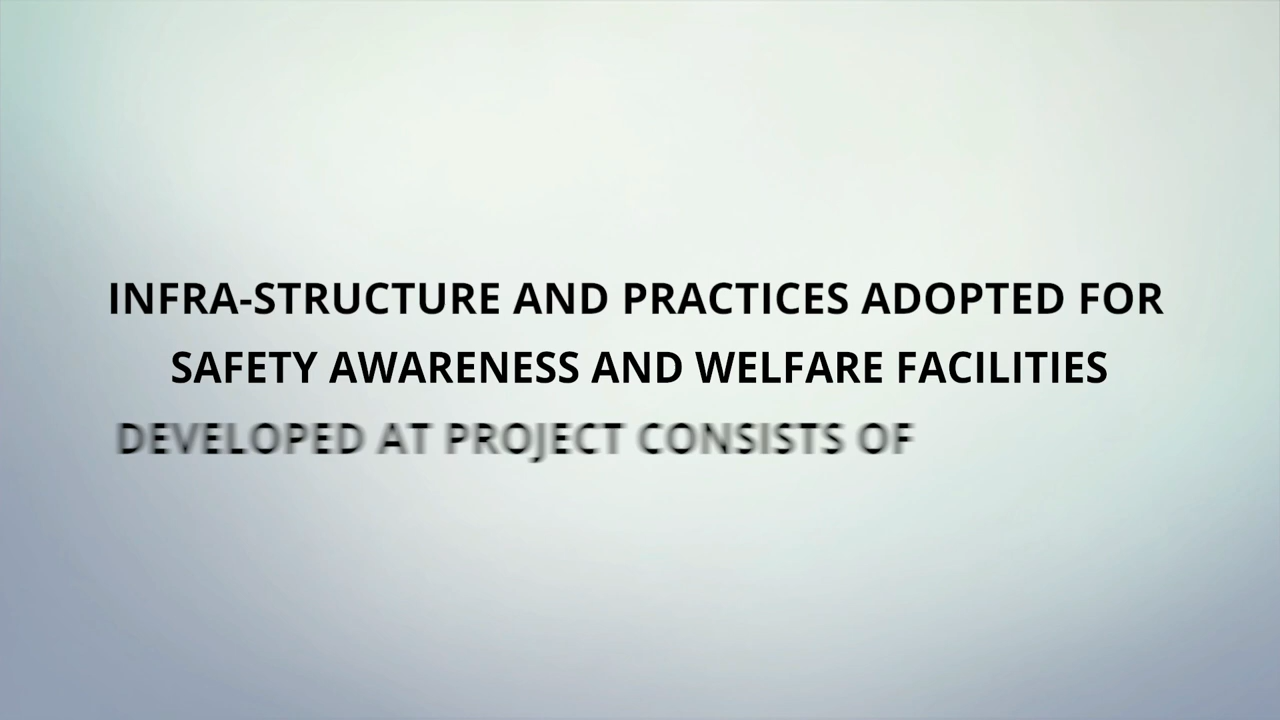 INFRA-STRUCTURE AND PRACTICES ADOPTED FOR
SAFETY AWARENESS AND WELFARE FACILITIES
DEVELOPED AT PROJECT CONSISTS OF